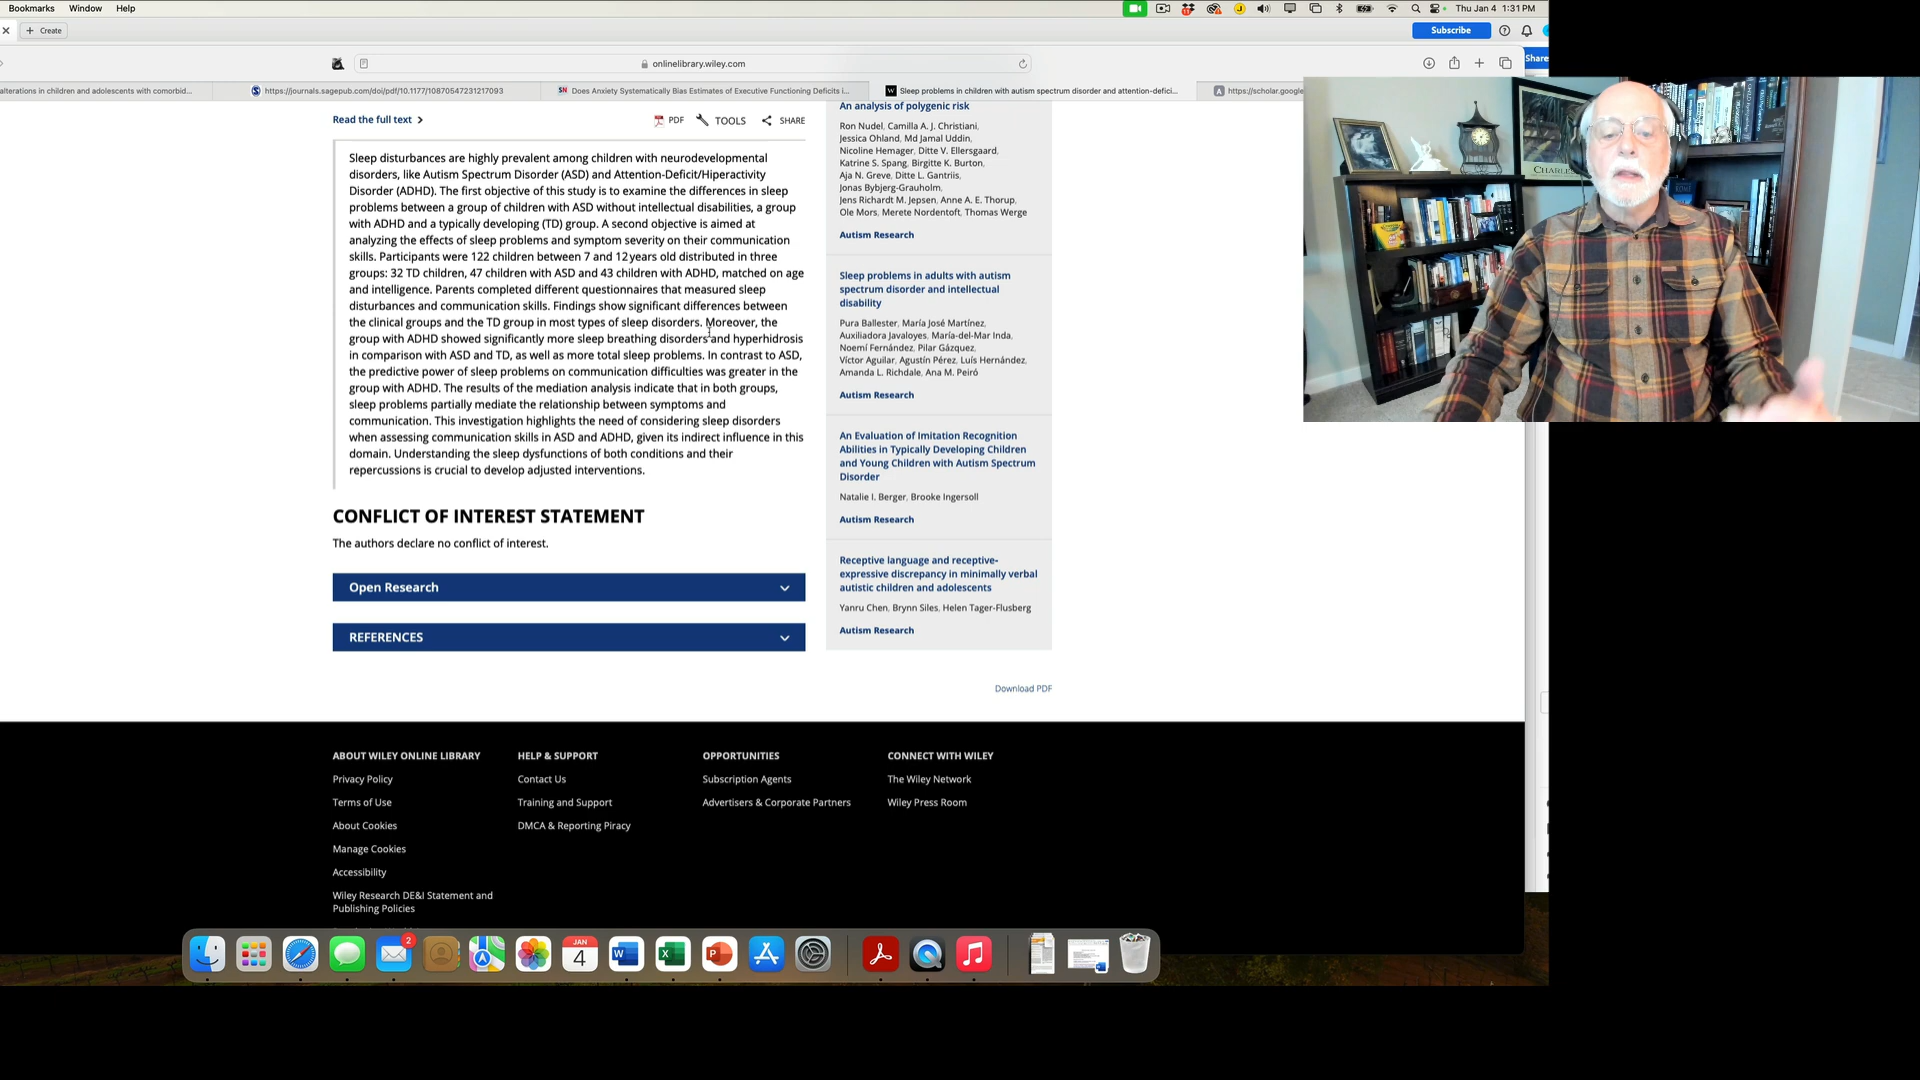 Bookmarks Window Help
Thu Jan 4 1:31 PM
Create
Subscribe
Share
onlinelibrary.wiley.com
alterations in children and adolescents with comorbid...
https://journals.sagepub.com/doi/pdf/10.1177/10870547231217093
SN Does Anxiety Systematically Bias Estimates of Executive Functioning Deficits i...
W Sleep problems in children with autism spectrum disorder and attention-defici...
A https://scholar.google
Read the full text
PDF TOOLS SHARE
Sleep disturbances are highly prevalent among children with neurodevelopmental
disorders, like Autism Spectrum Disorder (ASD) and Attention-Deficit/Hiperactivity
Disorder (ADHD). The first objective of this study is to examine the differences in sleep
problems between a group of children with ASD without intellectual disabilities, a group
with ADHD and a typically developing (TD) group. A second objective is aimed at
analyzing the effects of sleep problems and symptom severity on their communication
skills. Participants were 122 children between 7 and 12 years old distributed in three
groups: 32 TD children, 47 children with ASD and 43 children with ADHD, matched on age
and intelligence. Parents completed different questionnaires that measured sleep
disturbances and communication skills. Findings show significant differences between
the clinical groups and the TD group in most types of sleep disorders. Moreover, the
group with ADHD showed significantly more sleep breathing disorders and hyperhidrosis
in comparison with ASD and TD, as well as more total sleep problems. In contrast to ASD,
the predictive power of sleep problems on communication difficulties was greater in the
group with ADHD. The results of the mediation analysis indicate that in both groups,
sleep problems partially mediate the relationship between symptoms and
communication. This investigation highlights the need of considering sleep disorders
when assessing communication skills in ASD and ADHD, given its indirect influence in this
domain. Understanding the sleep dysfunctions of both conditions and their
repercussions is crucial to develop adjusted interventions.
CONFLICT OF INTEREST STATEMENT
The authors declare no conflict of interest.
Open Research
REFERENCES
An analysis of polygenic risk
Ron Nudel, Camilla A. J. Christiani,
Jessica Ohland, Md Jamal Uddin,
Nicoline Hemager, Ditte V. Ellersgaard,
Katrine S. Spang, Birgitte K. Burton,
Aja N. Greve, Ditte L. Gantriis,
Jonas Bybjerg-Grauholm,
Jens Richardt M. Jepsen, Anne A. E. Thorup,
Ole Mors, Merete Nordentoft, Thomas Werge
Autism Research
Sleep problems in adults with autism
spectrum disorder and intellectual
disability
Pura Ballester, María José Martínez,
Auxiliadora Javaloyes, María-del-Mar Inda,
Noemí Fernández, Pilar Gázquez,
Víctor Aguilar, Agustín Pérez, Luís Hernández,
Amanda L. Richdale, Ana M. Peiró
Autism Research
An Evaluation of Imitation Recognition
Abilities in Typically Developing Children
and Young Children with Autism Spectrum
Disorder
Natalie I. Berger, Brooke Ingersoll
Autism Research
Receptive language and receptive-
expressive discrepancy in minimally verbal
autistic children and adolescents
Yanru Chen, Brynn Siles, Helen Tager-Flusberg
Autism Research
Download PDF
ABOUT WILEY ONLINE LIBRARY
Privacy Policy
Terms of Use
About Cookies
Manage Cookies
Accessibility
Wiley Research DE&I Statement and
Publishing Policies
HELP & SUPPORT
Contact Us
Training and Support
DMCA & Reporting Piracy
OPPORTUNITIES
Subscription Agents
Advertisers & Corporate Partners
CONNECT WITH WILEY
The Wiley Network
Wiley Press Room
2
JAN
4
W
X
P
CHARLES